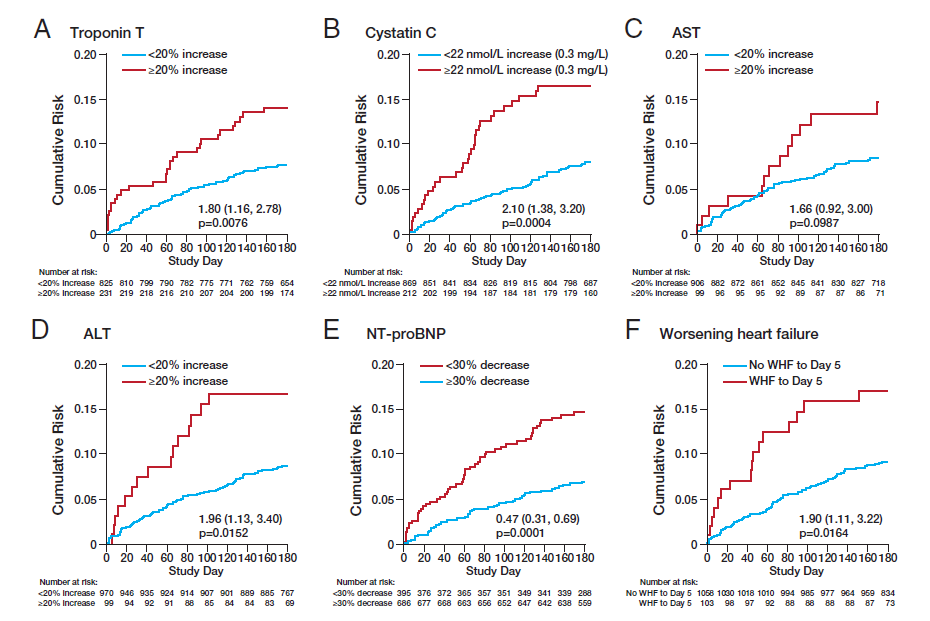 A Troponin T
0.20
0.15
0.10
0.05
0
Cumulative Risk
<20% increase
≥20% increase
1.80 (1.16, 2.78)
p=0.0076
0 20 40 60 80 100 120 140 160 180
Study Day
Number at risk:
<20% Increase 825 810 799 790 782 775 771 762 759 654
≥20% Increase 231 219 218 216 210 207 204 200 199 174
B Cystatin C
0.20
0.15
0.10
0.05
0
Cumulative Risk
<22 nmol/L increase (0.3 mg/L)
≥22 nmol/L increase (0.3 mg/L)
2.10 (1.38, 3.20)
p=0.0004
0 20 40 60 80 100 120 140 160 180
Study Day
Number at risk:
<22 nmol/L Increase 869 851 841 834 826 819 815 804 798 687
≥22 nmol/L Increase 212 202 199 194 187 184 181 179 179 160
C AST
0.20
0.15
0.10
0.05
0
Cumulative Risk
<20% increase
≥20% increase
1.66 (0.92, 3.00)
p=0.0987
0 20 40 60 80 100 120 140 160 180
Study Day
Number at risk:
<20% Increase 906 882 872 861 852 845 841 830 827 718
≥20% Increase 99 96 95 95 92 89 87 87 86 71
D ALT
0.20
0.15
0.10
0.05
0
Cumulative Risk
<20% increase
≥20% increase
1.96 (1.13, 3.40)
p=0.0152
0 20 40 60 80 100 120 140 160 180
Study Day
Number at risk:
<20% Increase 970 946 935 924 914 907 901 889 885 767
≥20% Increase 99 94 92 91 88 85 84 84 83 69
E NT-proBNP
0.20
0.15
0.10
0.05
0
Cumulative Risk
<30% decrease
≥30% decrease
0.47 (0.31, 0.69)
p=0.0001
0 20 40 60 80 100 120 140 160 180
Study Day
Number at risk:
<30% decrease 395 376 372 365 357 351 349 341 339 288
≥30% decrease 686 677 668 663 656 652 647 642 638 559
F Worsening heart failure
0.20
0.15
0.10
0.05
0
Cumulative Risk
No WHF to Day 5
WHF to Day 5
1.90 (1.11, 3.22)
p=0.0164
0 20 40 60 80 100 120 140 160 180
Study Day
Number at risk:
No WHF to Day 5 1058 1030 1018 1010 994 985 977 964 959 834
WHF to Day 5 103 98 97 92 88 88 88 88 87 73